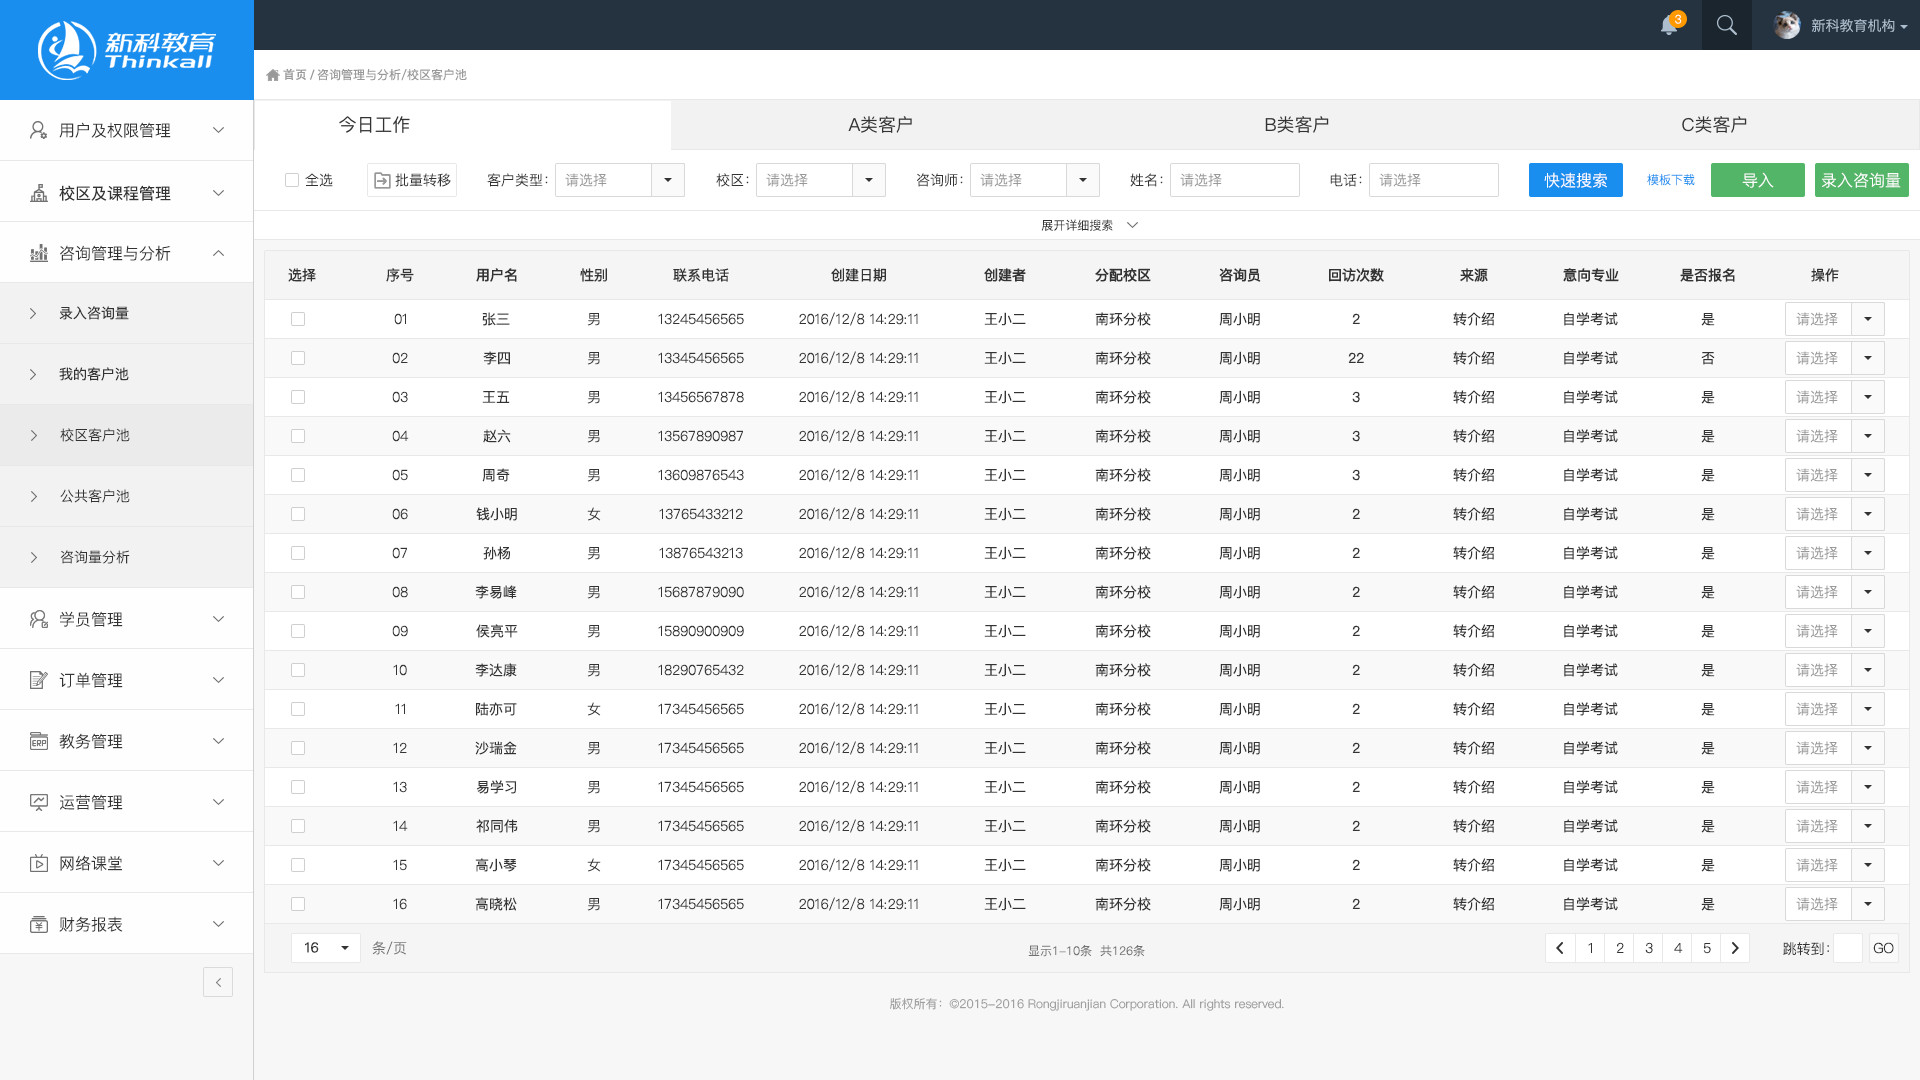 新科教育
Thinkall
3
新科教育机构
首页 / 咨询管理与分析/校区客户池
用户及权限管理
校区及课程管理
咨询管理与分析
录入咨询量
我的客户池
校区客户池
公共客户池
咨询量分析
学员管理
订单管理
教务管理
ERP
运营管理
网络课堂
财务报表
今日工作 A类客户 B类客户 C类客户
全选 批量转移 客户类型: 请选择 校区: 请选择 咨询师: 请选择 姓名: 请选择 电话: 请选择 快速搜索 模板下载 导入 录入咨询量
展开详细搜索
选择 序号 用户名 性别 联系电话 创建日期 创建者 分配校区 咨询员 回访次数 来源 意向专业 是否报名 操作
01 张三 男 13245456565 2016/12/8 14:29:11 王小二 南环分校 周小明 2 转介绍 自学考试 是 请选择
02 李四 男 13345456565 2016/12/8 14:29:11 王小二 南环分校 周小明 22 转介绍 自学考试 否 请选择
03 王五 男 13456567878 2016/12/8 14:29:11 王小二 南环分校 周小明 3 转介绍 自学考试 是 请选择
04 赵六 男 13567890987 2016/12/8 14:29:11 王小二 南环分校 周小明 3 转介绍 自学考试 是 请选择
05 周奇 男 13609876543 2016/12/8 14:29:11 王小二 南环分校 周小明 3 转介绍 自学考试 是 请选择
06 钱小明 女 13765433212 2016/12/8 14:29:11 王小二 南环分校 周小明 2 转介绍 自学考试 是 请选择
07 孙杨 男 13876543213 2016/12/8 14:29:11 王小二 南环分校 周小明 2 转介绍 自学考试 是 请选择
08 李易峰 男 15687879090 2016/12/8 14:29:11 王小二 南环分校 周小明 2 转介绍 自学考试 是 请选择
09 侯亮平 男 15890900909 2016/12/8 14:29:11 王小二 南环分校 周小明 2 转介绍 自学考试 是 请选择
10 李达康 男 18290765432 2016/12/8 14:29:11 王小二 南环分校 周小明 2 转介绍 自学考试 是 请选择
11 陆亦可 女 17345456565 2016/12/8 14:29:11 王小二 南环分校 周小明 2 转介绍 自学考试 是 请选择
12 沙瑞金 男 17345456565 2016/12/8 14:29:11 王小二 南环分校 周小明 2 转介绍 自学考试 是 请选择
13 易学习 男 17345456565 2016/12/8 14:29:11 王小二 南环分校 周小明 2 转介绍 自学考试 是 请选择
14 祁同伟 男 17345456565 2016/12/8 14:29:11 王小二 南环分校 周小明 2 转介绍 自学考试 是 请选择
15 高小琴 女 17345456565 2016/12/8 14:29:11 王小二 南环分校 周小明 2 转介绍 自学考试 是 请选择
16 高晓松 男 17345456565 2016/12/8 14:29:11 王小二 南环分校 周小明 2 转介绍 自学考试 是 请选择
16 条/页 显示1-10条 共126条 1 2 3 4 5 跳转到: GO
版权所有: ©2015-2016 Rongjiruanjian Corporation. All rights reserved.